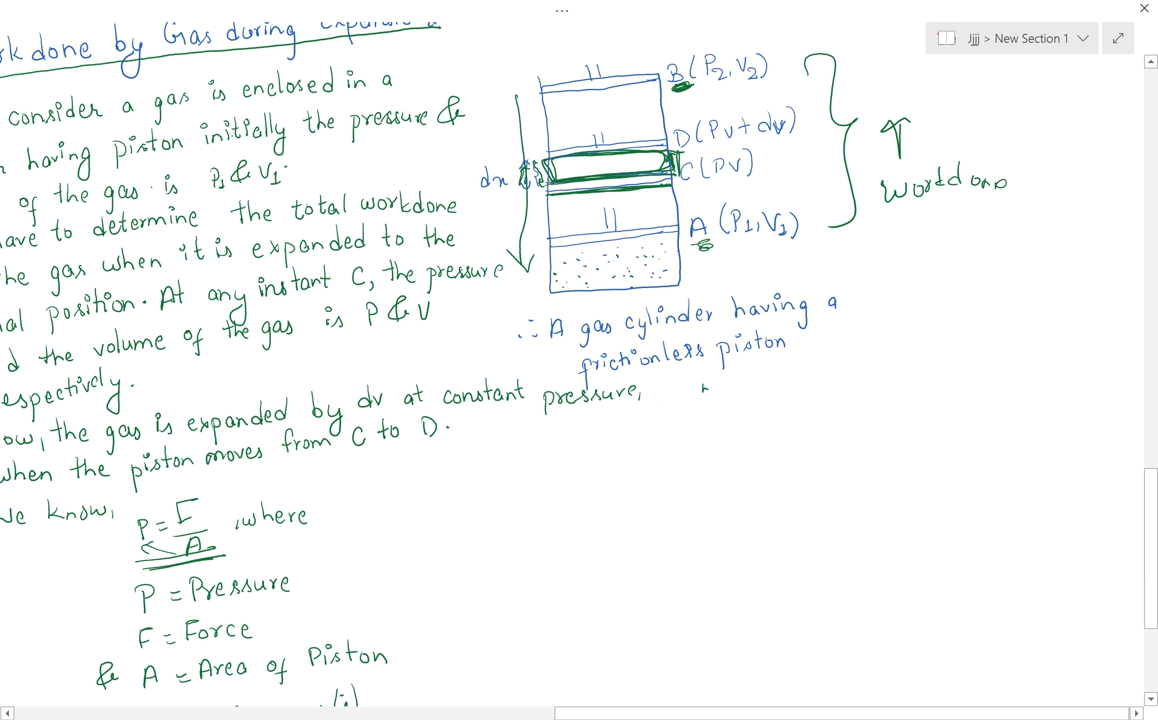 Jjjj > New Section 1
rk done by Gas during expansion
consider a gas is enclosed in a
having Piston initially the pressure &
of the gas is P1 & V1.
have to determine the total workdone
the gas when it is expanded to the
nal position. At any instant C, the pressure
d the volume of the gas is P & V
espectively.
ow, the gas is expanded by dv at constant pressure,
when the piston moves from C to D.
we know, P = F/A, where
P = Pressure
F = Force
& A = Area of Piston
(i)
B(P2, V2)
D(Pv+dv)
dx
C(PV)
A (P1, V1)
workdone
∴ A gas cylinder having a
frictionless piston